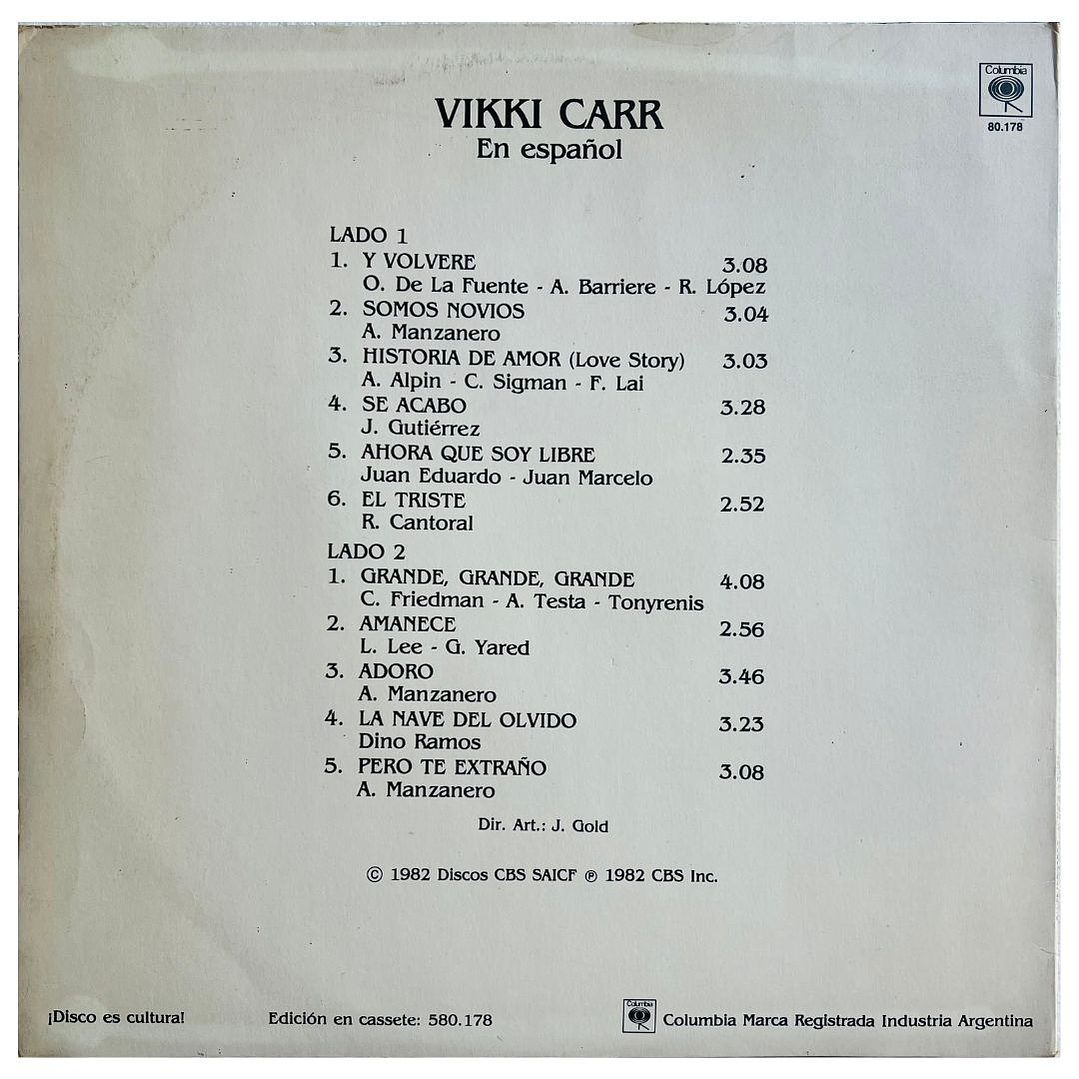 Columbia
80.178
VIKKI CARR
En español
LADO 1
1. Y VOLVERE 3.08
O. De La Fuente - A. Barriere - R. López
2. SOMOS NOVIOS 3.04
A. Manzanero
3. HISTORIA DE AMOR (Love Story) 3.03
A. Alpin - C. Sigman - F. Lai
4. SE ACABO 3.28
J. Gutiérrez
5. AHORA QUE SOY LIBRE 2.35
Juan Eduardo - Juan Marcelo
6. EL TRISTE 2.52
R. Cantoral
LADO 2
1. GRANDE, GRANDE, GRANDE 4.08
C. Friedman - A. Testa - Tonyrenis
2. AMANECE 2.56
L. Lee - G. Yared
3. ADORO 3.46
A. Manzanero
4. LA NAVE DEL OLVIDO 3.23
Dino Ramos
5. PERO TE EXTRAÑO 3.08
A. Manzanero
Dir. Art.: J. Gold
© 1982 Discos CBS SAICF ℗ 1982 CBS Inc.
¡Disco es cultura! Edición en cassete: 580.178 Columbia Columbia Marca Registrada Industria Argentina